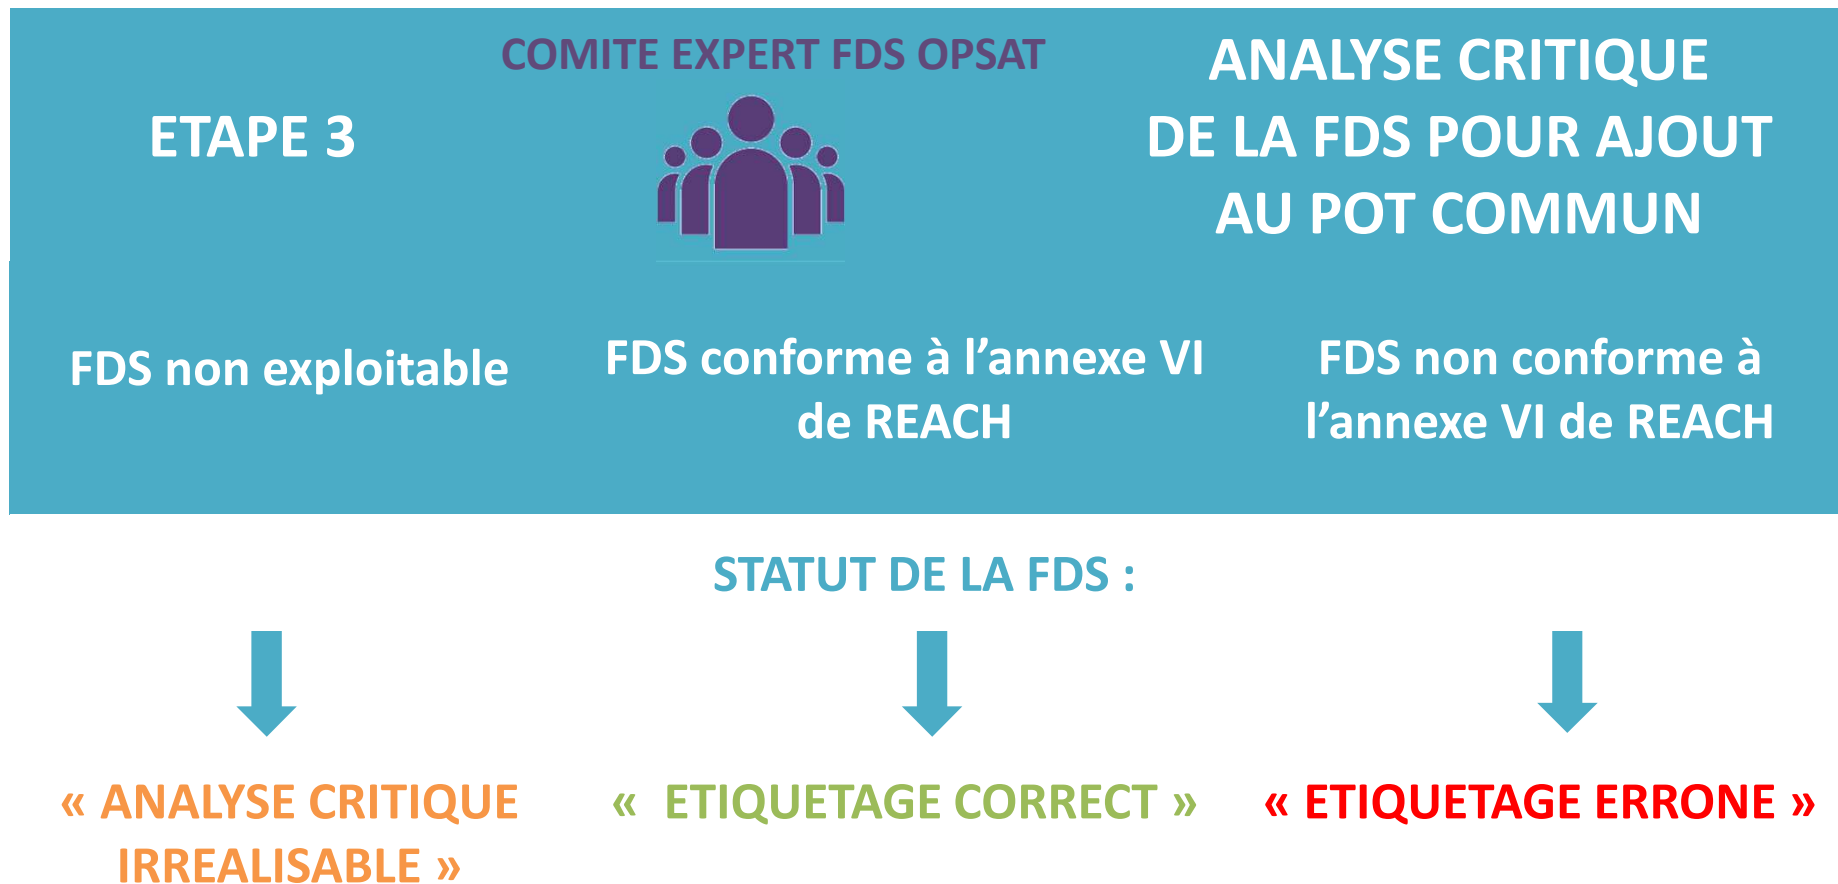 ETAPE 3
COMITE EXPERT FDS OPSAT
ANALYSE CRITIQUE
DE LA FDS POUR AJOUT
AU POT COMMUN
FDS non exploitable
FDS conforme à l’annexe VI
de REACH
FDS non conforme à
l’annexe VI de REACH
STATUT DE LA FDS :
« ANALYSE CRITIQUE
IRREALISABLE »
« ETIQUETAGE CORRECT »
« ETIQUETAGE ERRONE »